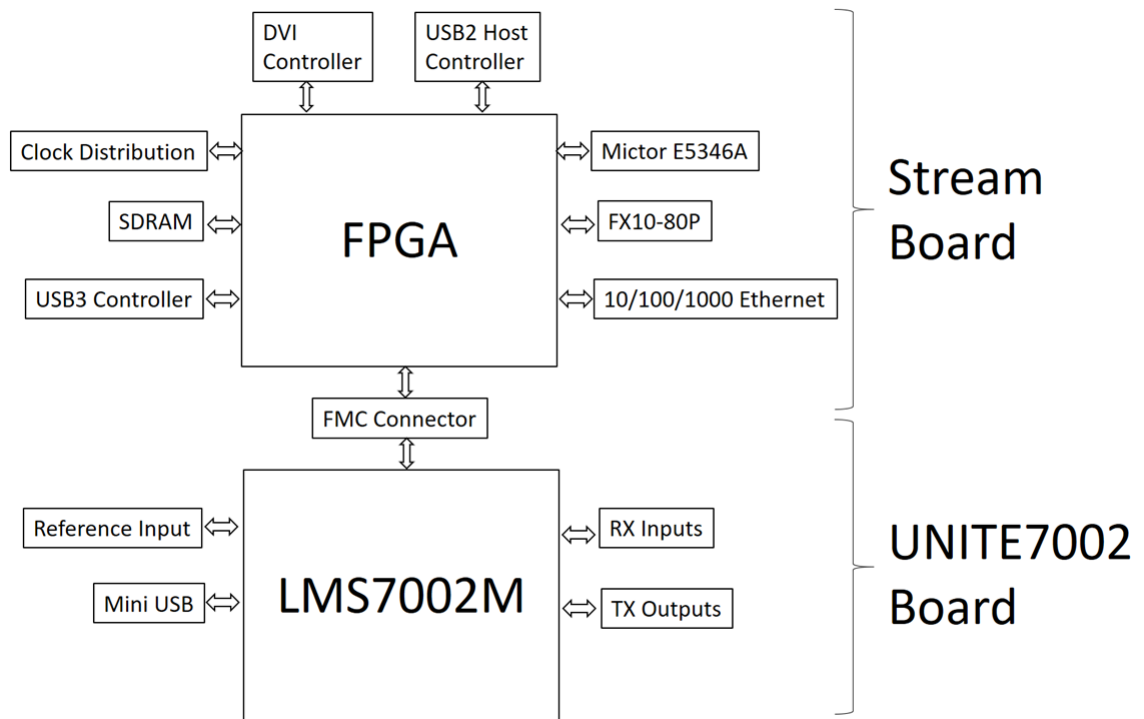 DVI
Controller
USB2 Host
Controller
Clock Distribution
Mictor E5346A
SDRAM
FPGA
FX10-80P
USB3 Controller
10/100/1000 Ethernet
Stream
Board
FMC Connector
Reference Input
RX Inputs
Mini USB
LMS7002M
TX Outputs
UNITE7002
Board